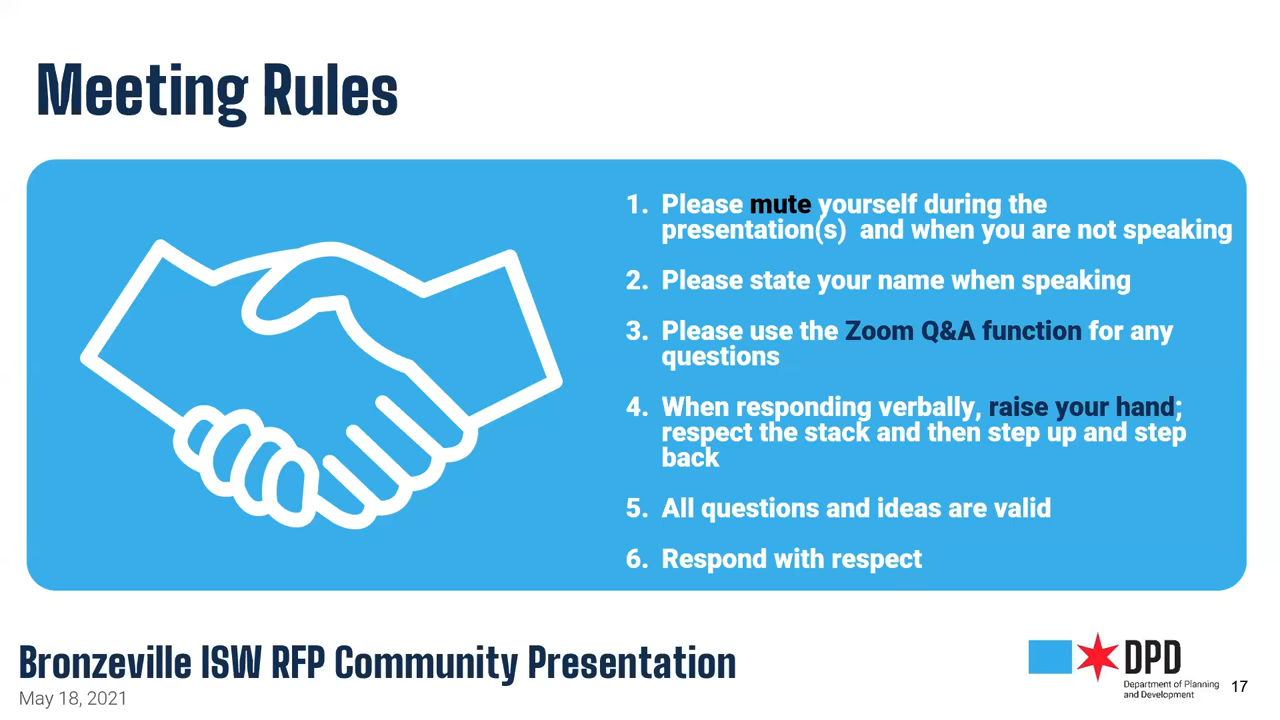 Meeting Rules
1. Please mute yourself during the
presentation(s) and when you are not speaking
2. Please state your name when speaking
3. Please use the Zoom Q&A function for any
questions
4. When responding verbally, raise your hand;
respect the stack and then step up and step
back
5. All questions and ideas are valid
6. Respond with respect
Bronzeville ISW RFP Community Presentation
May 18, 2021
DPD
Department of Planning
and Development
17